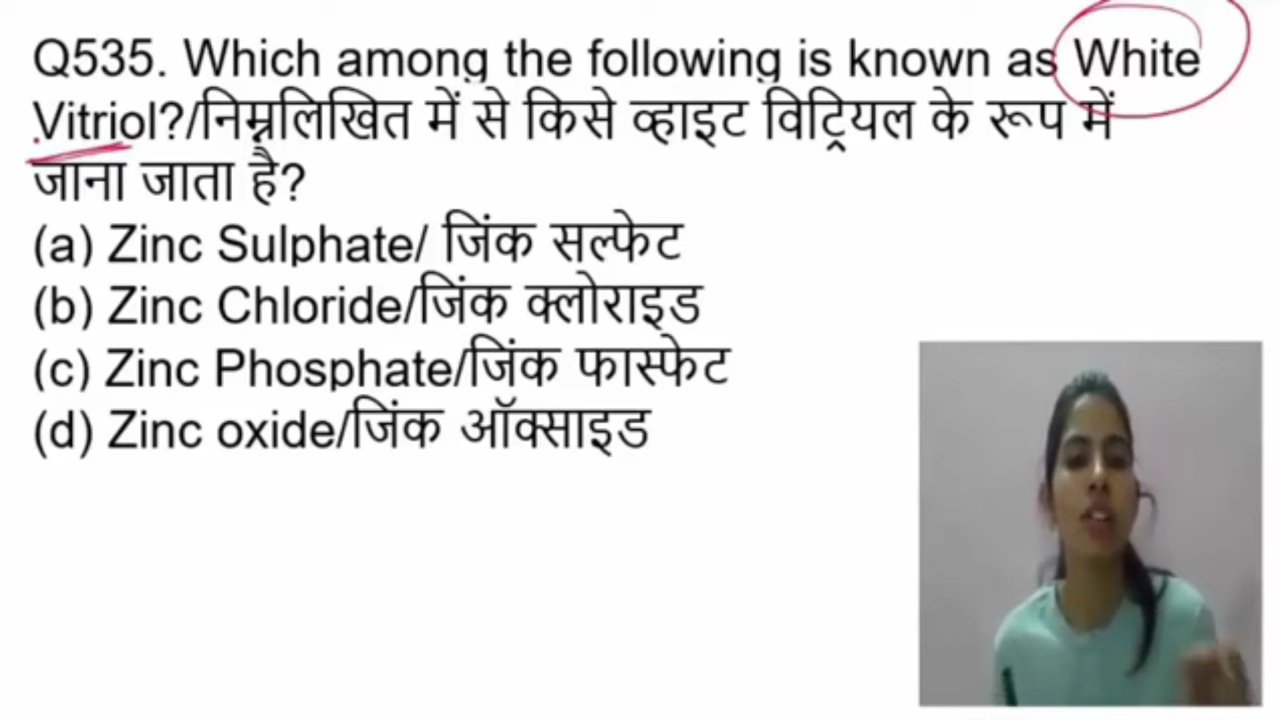 Q535. Which among the following is known as White
Vitriol?/निम्नलिखित में से किसे व्हाइट विट्रियल के रूप में
जाना जाता है?
(a) Zinc Sulphate/ जिंक सल्फेट
(b) Zinc Chloride/जिंक क्लोराइड
(c) Zinc Phosphate/जिंक फास्फेट
(d) Zinc oxide/जिंक ऑक्साइड